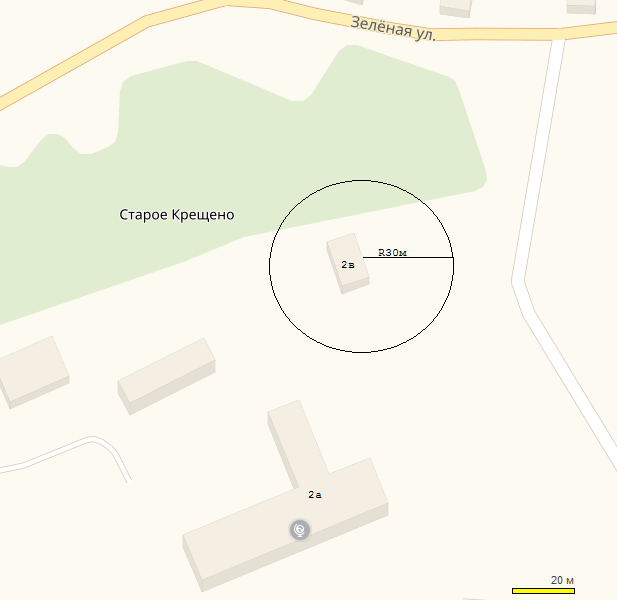 Зелёная ул.
Старое Крещено
R30м
2в
2а
20 м